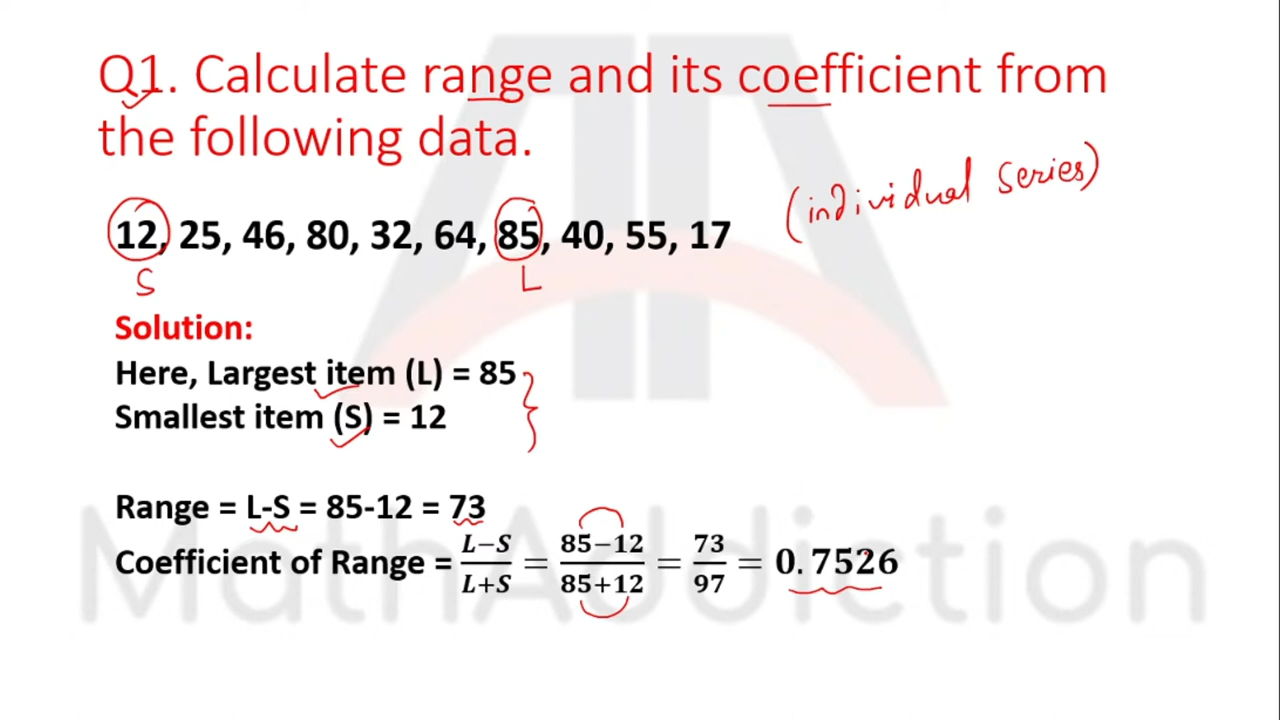 Q1. Calculate range and its coefficient from
the following data.
(individual series)
12, 25, 46, 80, 32, 64, 85, 40, 55, 17
S L
Solution:
Here, Largest item (L) = 85
Smallest item (S) = 12
Range = L-S = 85-12 = 73
Coefficient of Range = L−S/L+S = 85−12/85+12 = 73/97 = 0.7526
MathAddiction